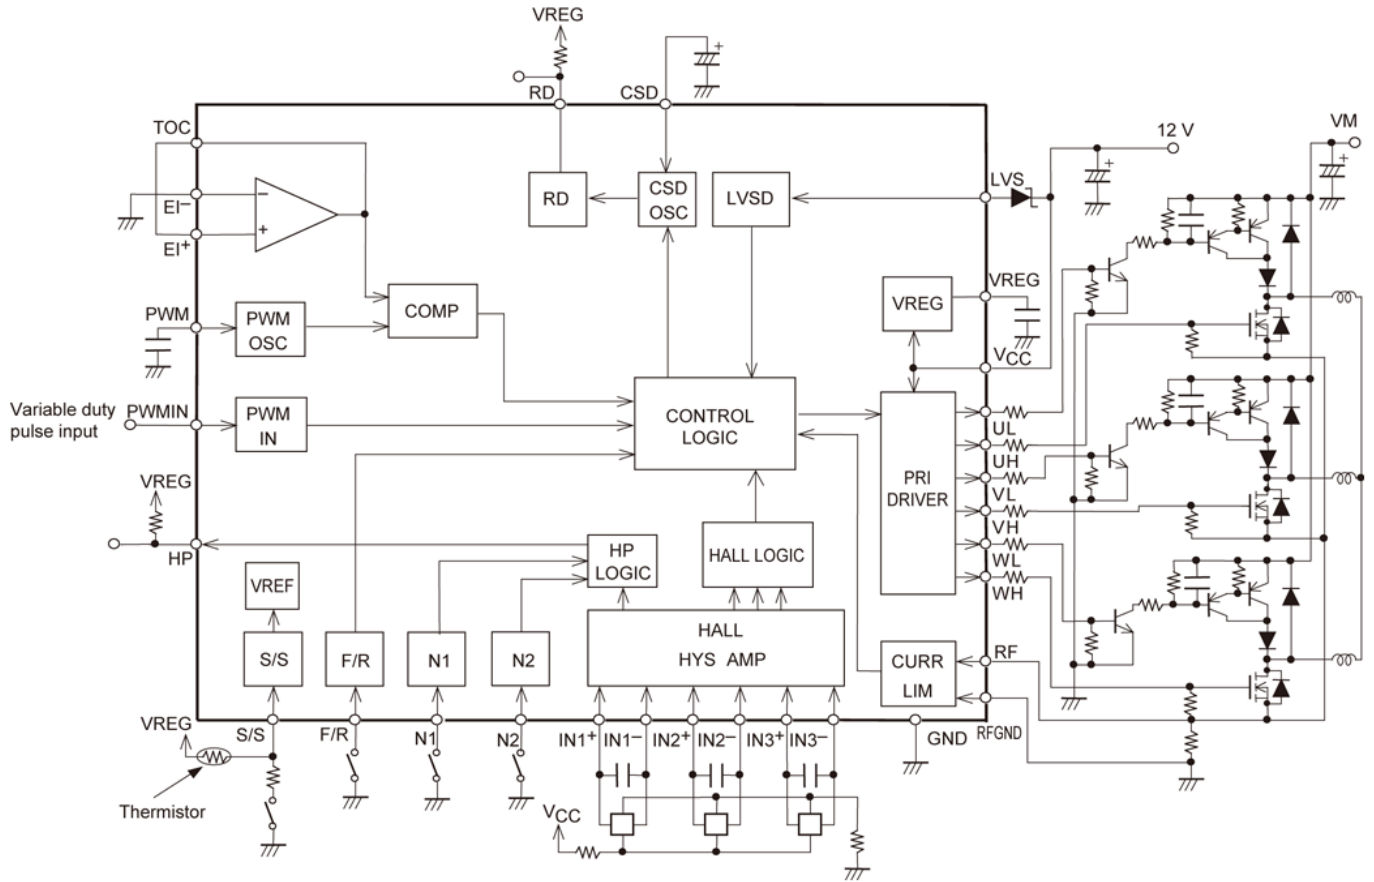 VREG
RD
CSD
TOC
EI–
EI+
12 V
VM
LVS
RD
CSD
OSC
LVSD
VREG
VREG
COMP
PWM
PWM
OSC
VCC
Variable duty
pulse input
PWMIN
PWM
IN
CONTROL
LOGIC
UL
UH
VL
VH
WL
WH
PRI
DRIVER
VREG
HP
HP
LOGIC
HALL LOGIC
VREF
HALL
HYS AMP
S/S
F/R
N1
N2
CURR
LIM
RF
VREG
S/S
F/R
N1
N2
IN1+
IN1–
IN2+
IN2–
IN3+
IN3–
GND
RFGND
Thermistor
VCC